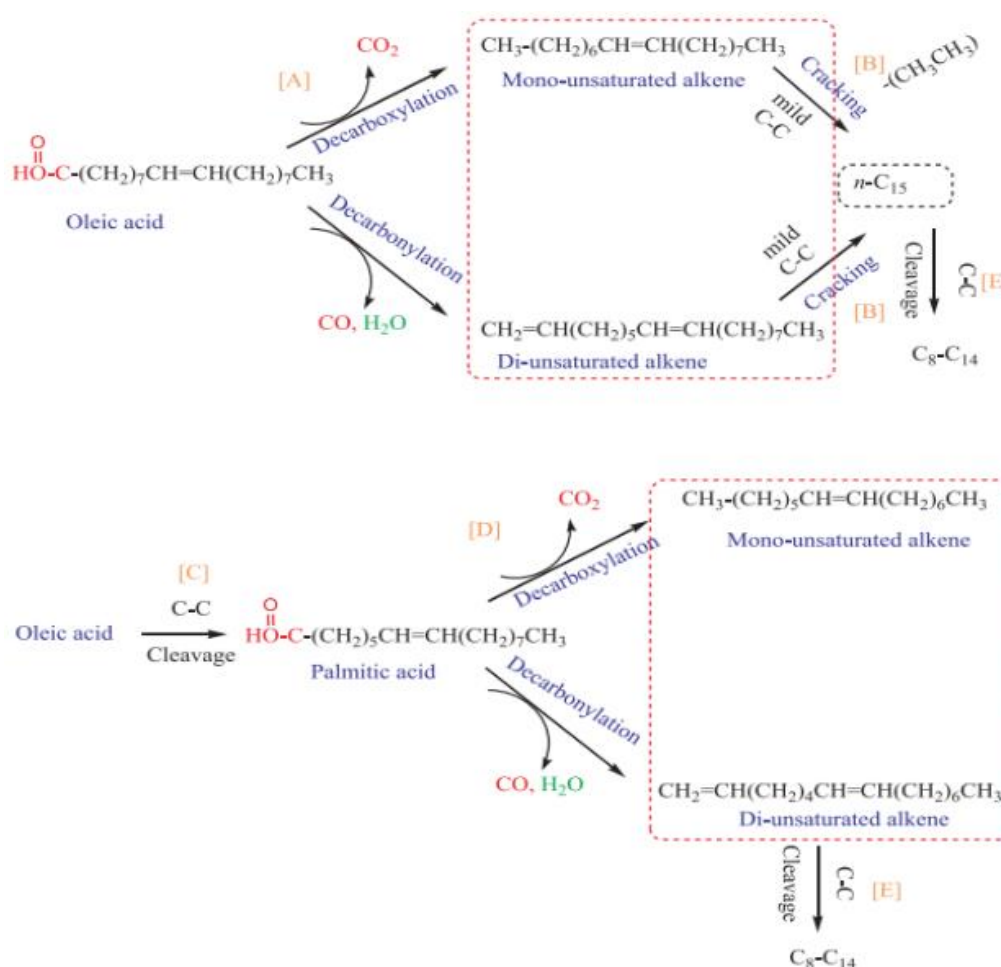 CO₂
[A]
Decarboxylation
CH₃-(CH₂)₆CH=CH(CH₂)₇CH₃
Mono-unsaturated alkene
Cracking
mild
C-C
[B]
-(CH₃CH₃)
O
HO-C-(CH₂)₇CH=CH(CH₂)₇CH₃
Oleic acid
n-C₁₅
Decarbonylation
CO, H₂O
mild
C-C
Cracking
[B]
Cleavage
C-C
[E
CH₂=CH(CH₂)₅CH=CH(CH₂)₇CH₃
Di-unsaturated alkene
C₈-C₁₄
CO₂
[D]
Decarboxylation
CH₃-(CH₂)₅CH=CH(CH₂)₆CH₃
Mono-unsaturated alkene
[C]
C-C
Oleic acid
Cleavage
O
HO-C-(CH₂)₅CH=CH(CH₂)₇CH₃
Palmitic acid
Decarbonylation
CO, H₂O
CH₂=CH(CH₂)₄CH=CH(CH₂)₆CH₃
Di-unsaturated alkene
Cleavage
C-C
[E]
C₈-C₁₄